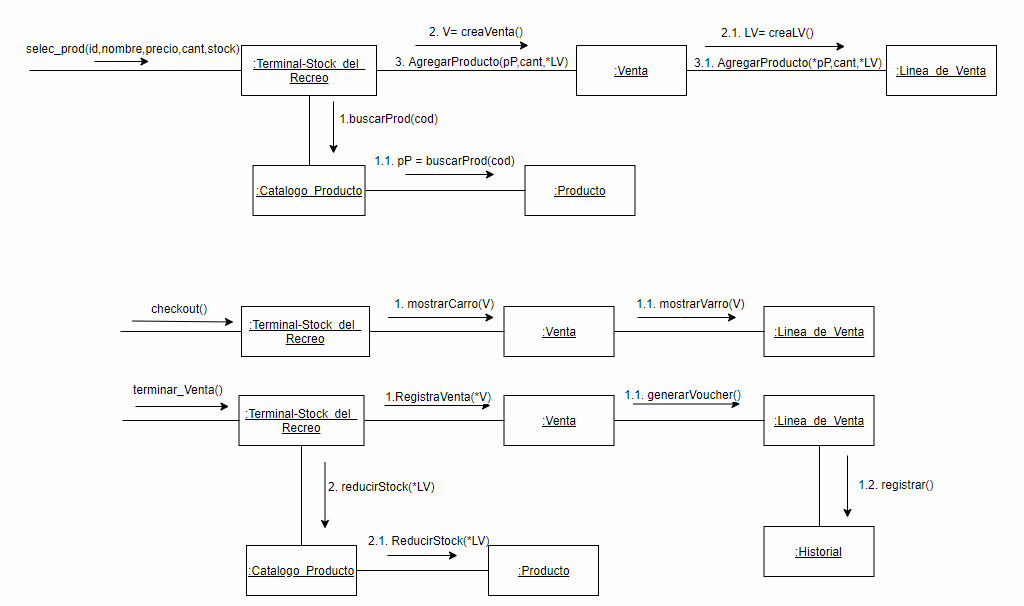 selec_prod(id,nombre,precio,cant,stock)
2. V= creaVenta()
2.1. LV= creaLV()
:Terminal-Stock_del_
Recreo
3. AgregarProducto(pP,cant,*LV)
:Venta
3.1. AgregarProducto(*pP,cant,*LV)
:Linea_de_Venta
1.buscarProd(cod)
1.1. pP = buscarProd(cod)
:Catalogo_Producto
:Producto
checkout()
:Terminal-Stock_del_
Recreo
1. mostrarCarro(V)
:Venta
1.1. mostrarVarro(V)
:Linea_de_Venta
terminar_Venta()
:Terminal-Stock_del_
Recreo
1.RegistraVenta(*V)
:Venta
1.1. generarVoucher()
:Linea_de_Venta
2. reducirStock(*LV)
1.2. registrar()
2.1. ReducirStock(*LV)
:Catalogo_Producto
:Producto
:Historial